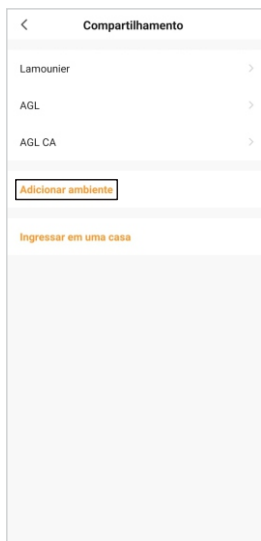 Compartilhamento
Lamounier
AGL
AGL CA
Adicionar ambiente
Ingressar em uma casa